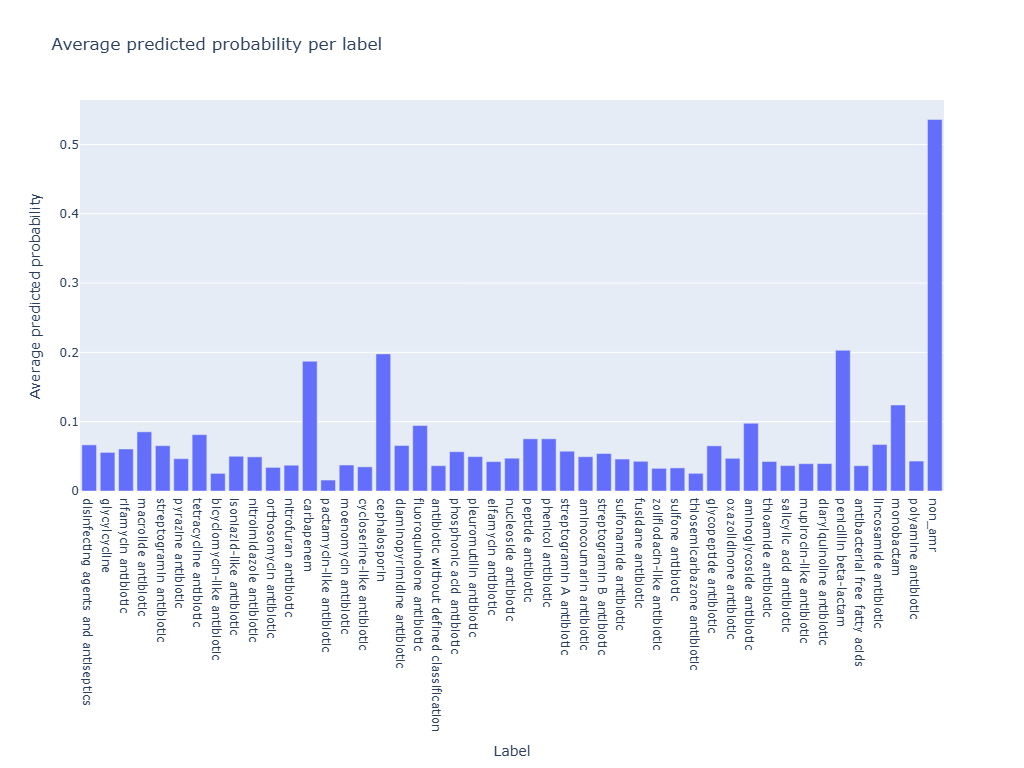 Average predicted probability per label
Average predicted probability
0.5
0.4
0.3
0.2
0.1
0
disinfecting agents and antiseptics
glycylcycline
rifamycin antibiotic
macrolide antibiotic
streptogramin antibiotic
pyrazine antibiotic
tetracycline antibiotic
bicyclomycin-like antibiotic
isoniazid-like antibiotic
nitroimidazole antibiotic
orthosomycin antibiotic
nitrofuran antibiotic
carbapenem
pactamycin-like antibiotic
moenomycin antibiotic
cycloserine-like antibiotic
cephalosporin
diaminopyrimidine antibiotic
fluoroquinolone antibiotic
antibiotic without defined classification
phosphonic acid antibiotic
pleuromutilin antibiotic
elfamycin antibiotic
nucleoside antibiotic
peptide antibiotic
phenicol antibiotic
streptogramin A antibiotic
aminocoumarin antibiotic
streptogramin B antibiotic
sulfonamide antibiotic
fusidane antibiotic
zoliflodacin-like antibiotic
sulfone antibiotic
thiosemicarbazone antibiotic
glycopeptide antibiotic
oxazolidinone antibiotic
aminoglycoside antibiotic
thioamide antibiotic
salicylic acid antibiotic
mupirocin-like antibiotic
diarylquinoline antibiotic
penicillin beta-lactam
antibacterial free fatty acids
lincosamide antibiotic
monobactam
polyamine antibiotic
non_amr
Label